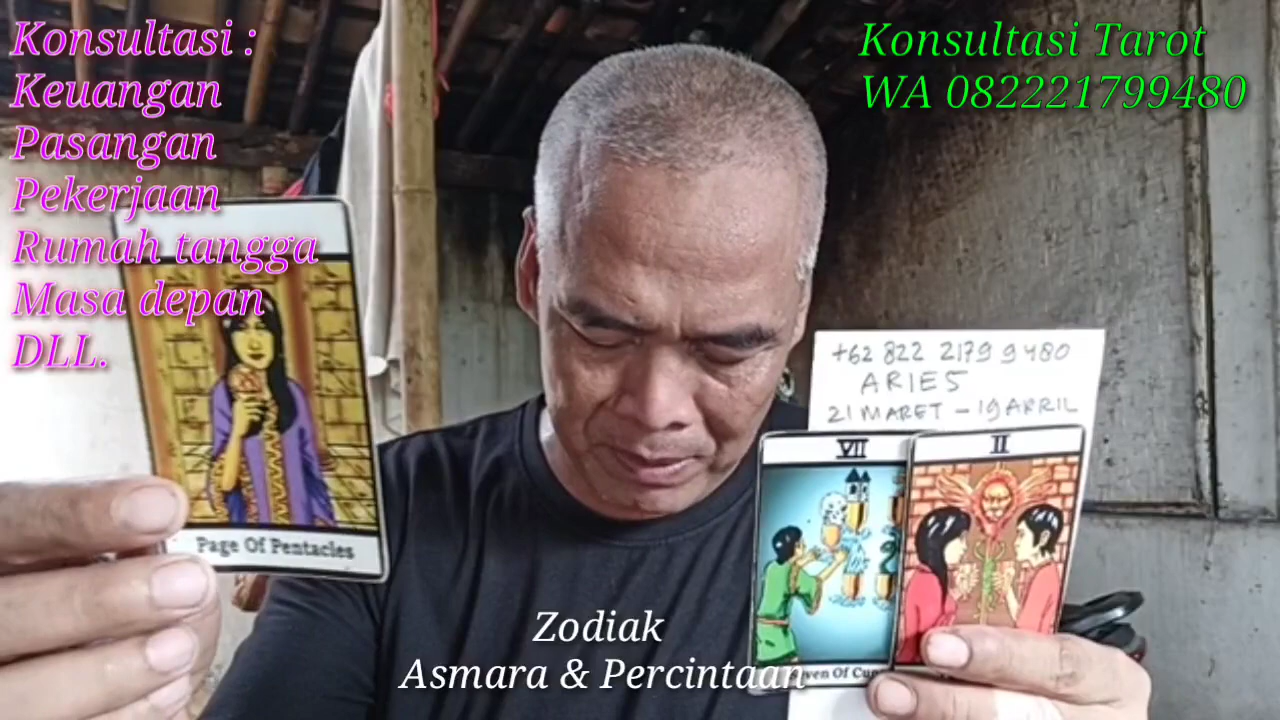 Konsultasi :
Keuangan
Pasangan
Pekerjaan
Rumah tangga
Masa depan
DLL.
Konsultasi Tarot
WA 082221799480
Page Of Pentacles
+62 822 2179 9480
ARIES
21 MARET - 19 APRIL
VII
II
Of
Zodiak
Asmara & Percintaan